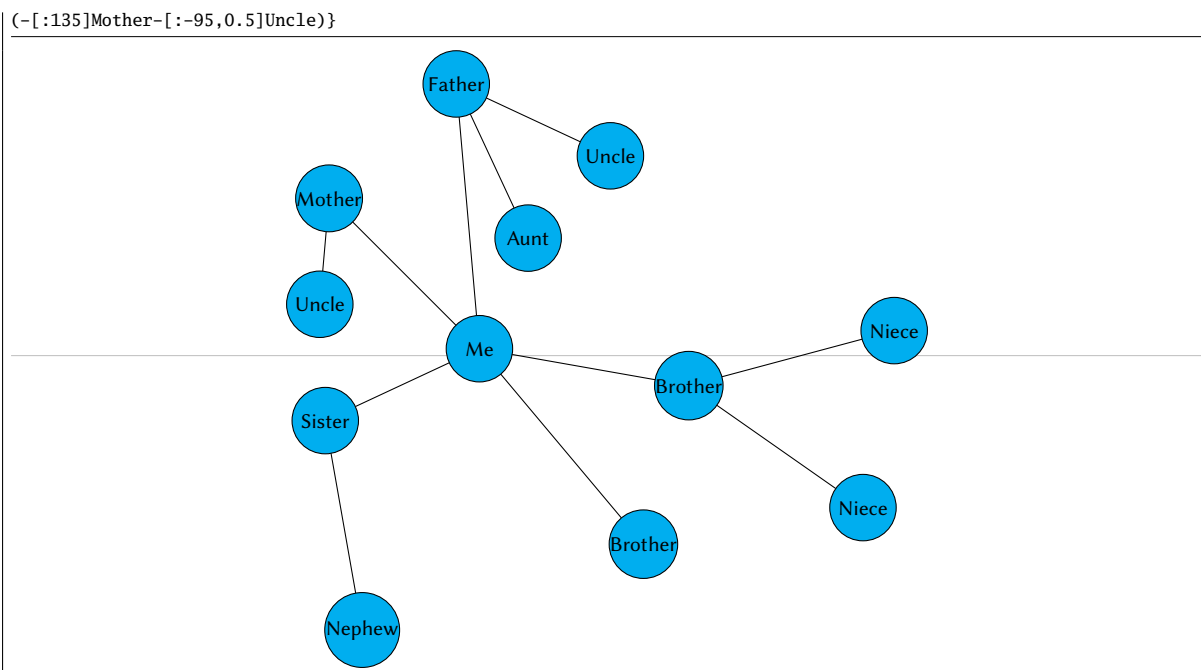 (-[:135]Mother-[:-95,0.5]Uncle)}
Father
Uncle
Mother
Aunt
Uncle
Niece
Me
Brother
Sister
Niece
Brother
Nephew